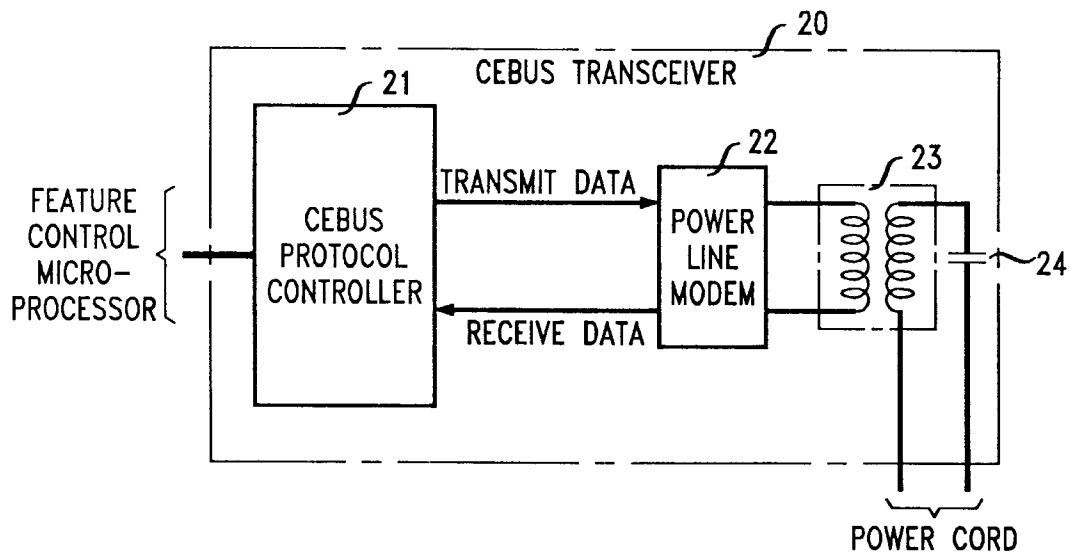 20
CEBUS TRANSCEIVER
21
22
23
TRANSMIT DATA
FEATURE
CONTROL
MICRO-
PROCESSOR
CEBUS
PROTOCOL
CONTROLLER
POWER
LINE
MODEM
24
RECEIVE DATA
POWER CORD